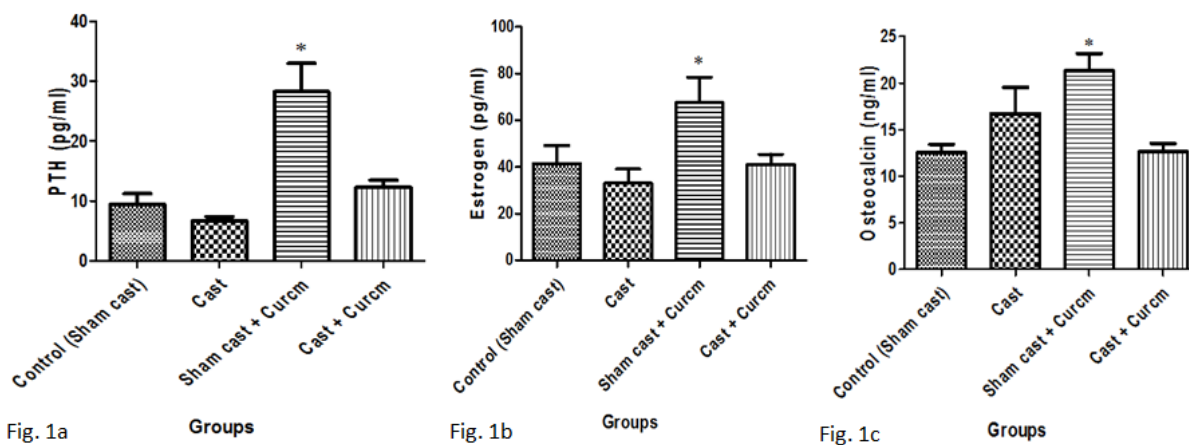 PTH (pg/ml)
40
30
20
10
0
*
Control (Sham cast)
Cast
Sham cast + Curcm
Cast + Curcm
Fig. 1a
Groups
Estrogen (pg/ml)
100
80
60
40
20
0
*
Control (Sham cast)
Cast
Sham cast + Curcm
Cast + Curcm
Fig. 1b
Groups
Osteocalcin (ng/ml)
25
20
15
10
5
0
*
Control (Sham cast)
Cast
Sham cast + Curcm
Cast + Curcm
Fig. 1c
Groups